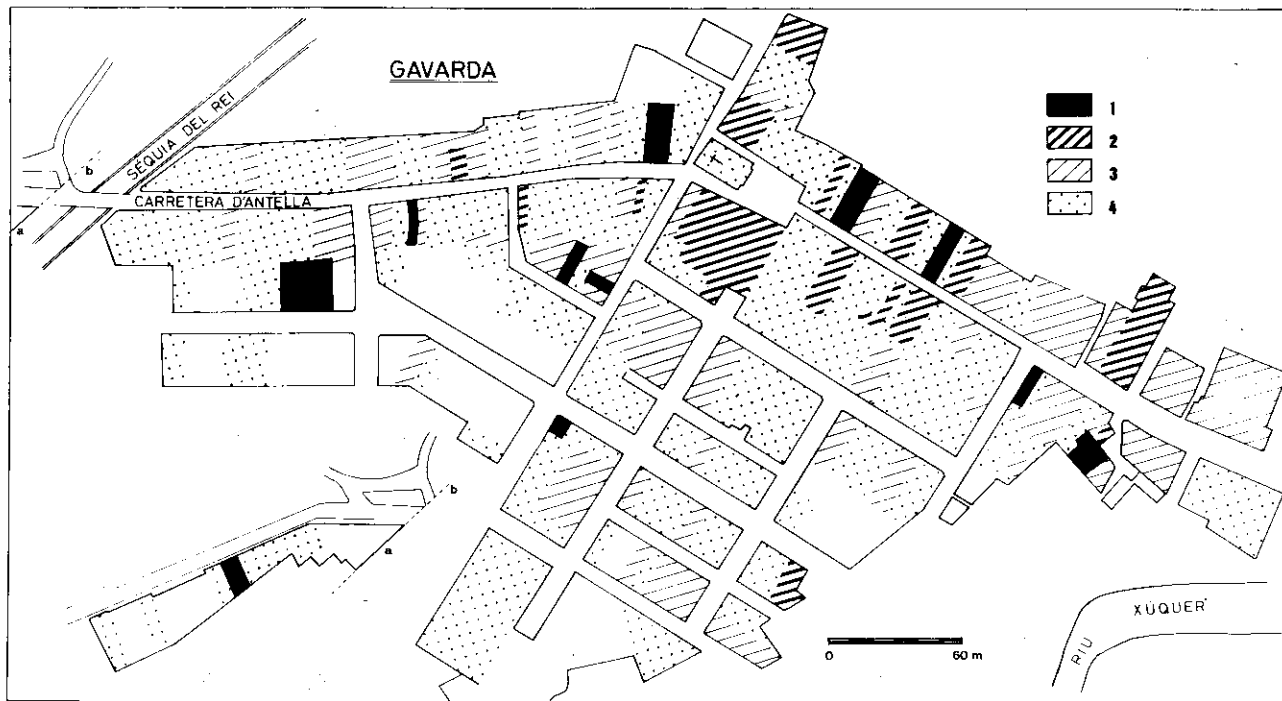 GAVARDA
SÉQUIA DEL REI
CARRETERA D'ANTELLA
b
a
1
2
3
4
b
a
0 60 m
RIU XÚQUER